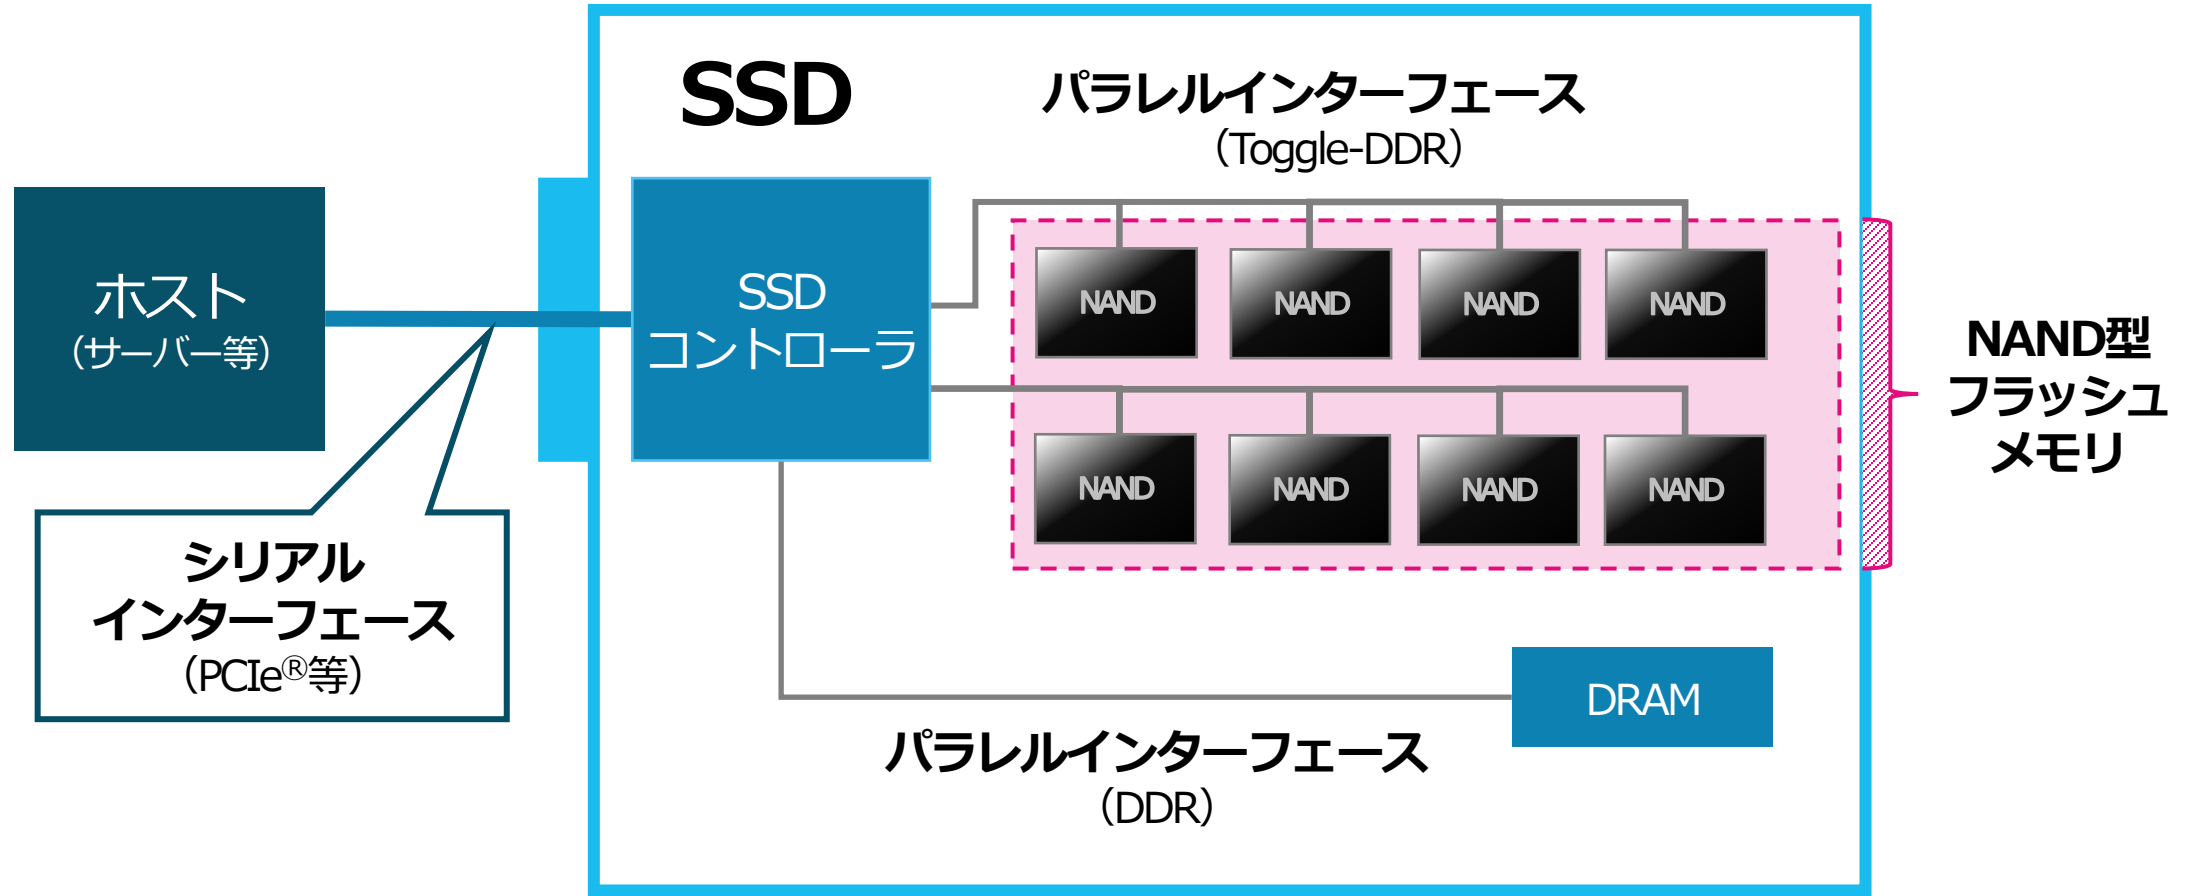 SSD
パラレルインターフェース
（Toggle-DDR）
ホスト
（サーバー等）
SSD
コントローラ
NAND
NAND
NAND
NAND
NAND
NAND
NAND
NAND
NAND型
フラッシュ
メモリ
シリアル
インターフェース
（PCIe®等）
DRAM
パラレルインターフェース
（DDR）